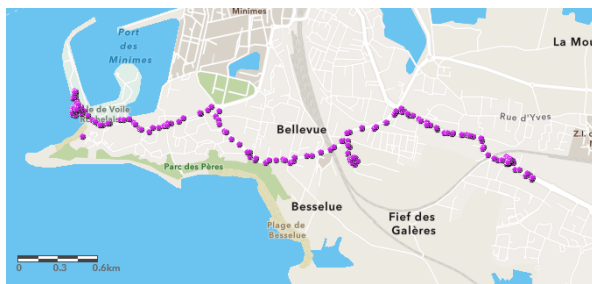 Minimes
Port
des
Minimes
La Mou
Rue d'Yves
Z.I. d
Île de Voile
Bellevue
Parc des Pères
Besselue
Fief des
Galères
Plage de
Besselue
0 0.3 0.6km